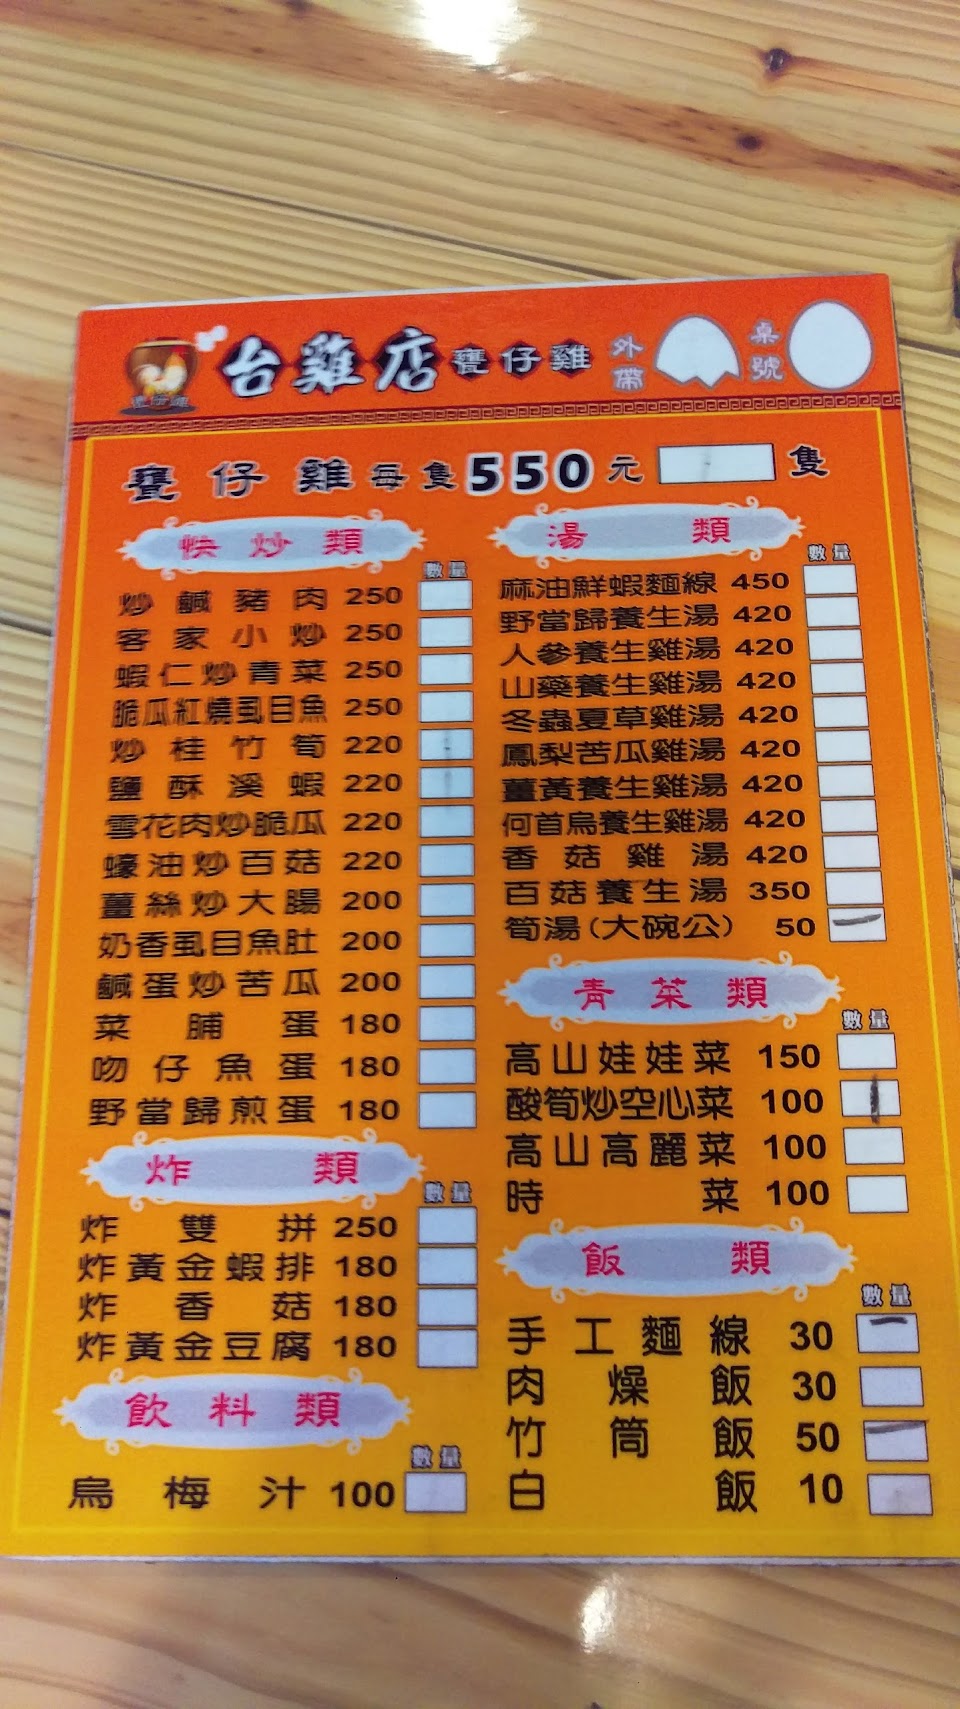 台雞店 甕仔雞 外帶 桌號
甕仔雞每隻550元 隻
快炒類
數量
炒鹹豬肉 250
客家小炒 250
蝦仁炒青菜 250
脆瓜紅燒虱目魚 250
炒桂竹筍 220
鹽酥溪蝦 220
雪花肉炒脆瓜 220
蠔油炒百菇 220
薑絲炒大腸 200
奶香虱目魚肚 200
鹹蛋炒苦瓜 200
菜脯蛋 180
吻仔魚蛋 180
野當歸煎蛋 180
炸類
數量
炸雙拼 250
炸黃金蝦排 180
炸香菇 180
炸黃金豆腐 180
飲料類
數量
烏梅汁 100
湯類
數量
麻油鮮蝦麵線 450
野當歸養生湯 420
人參養生雞湯 420
山藥養生雞湯 420
冬蟲夏草雞湯 420
鳳梨苦瓜雞湯 420
薑黃養生雞湯 420
何首烏養生雞湯 420
香菇雞湯 420
百菇養生湯 350
筍湯(大碗公) 50
青菜類
數量
高山娃娃菜 150
酸筍炒空心菜 100
高山高麗菜 100
時菜 100
飯類
數量
手工麵線 30
肉燥飯 30
竹筒飯 50
白飯 10